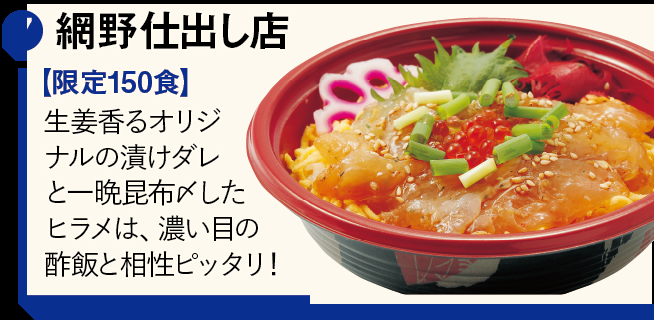 網野仕出し店
【限定150食】
生姜香るオリジ
ナルの漬けダレ
と一晩昆布〆した
ヒラメは、濃い目の
酢飯と相性ピッタリ!